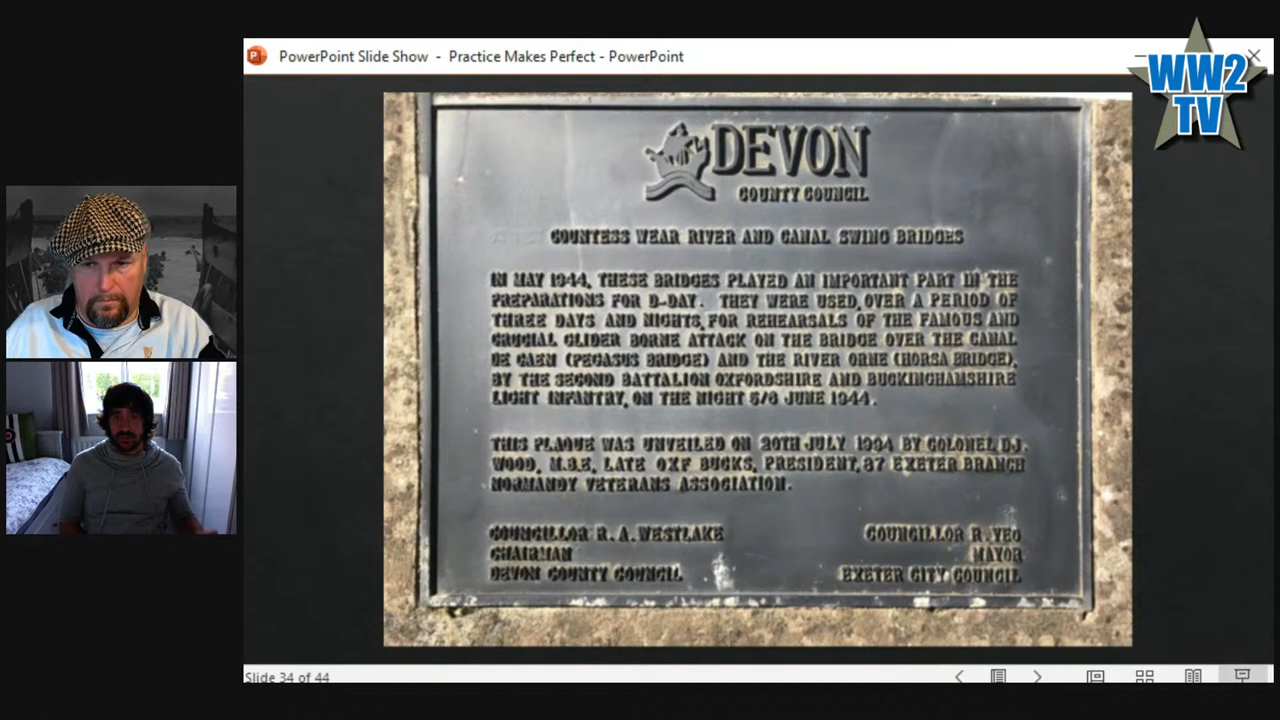 PowerPoint Slide Show - Practice Makes Perfect - PowerPoint
WW2
TV
DEVON
COUNTY COUNCIL
COUNTESS WEAR RIVER AND CANAL SWING BRIDGES
IN MAY 1944, THESE BRIDGES PLAYED AN IMPORTANT PART IN THE
PREPARATIONS FOR D-DAY. THEY WERE USED, OVER A PERIOD OF
THREE DAYS AND NIGHTS, FOR REHEARSALS OF THE FAMOUS AND
CRUCIAL GLIDER BORNE ATTACK ON THE BRIDGE OVER THE CANAL
DE CAEN (PEGASUS BRIDGE) AND THE RIVER ORNE (HORSA BRIDGE),
BY THE SECOND BATTALION OXFORDSHIRE AND BUCKINGHAMSHIRE
LIGHT INFANTRY, ON THE NIGHT 5/6 JUNE 1944.
THIS PLAQUE WAS UNVEILED ON 20TH JULY 1994 BY COLONEL D.J.
WOOD, M.B.E, LATE OXF BUCKS, PRESIDENT, 37 EXETER BRANCH
NORMANDY VETERANS ASSOCIATION.
COUNCILLOR R. A. WESTLAKE
CHAIRMAN
DEVON COUNTY COUNCIL
COUNCILLOR R. YEO
MAYOR
EXETER CITY COUNCIL
Slide 34 of 44